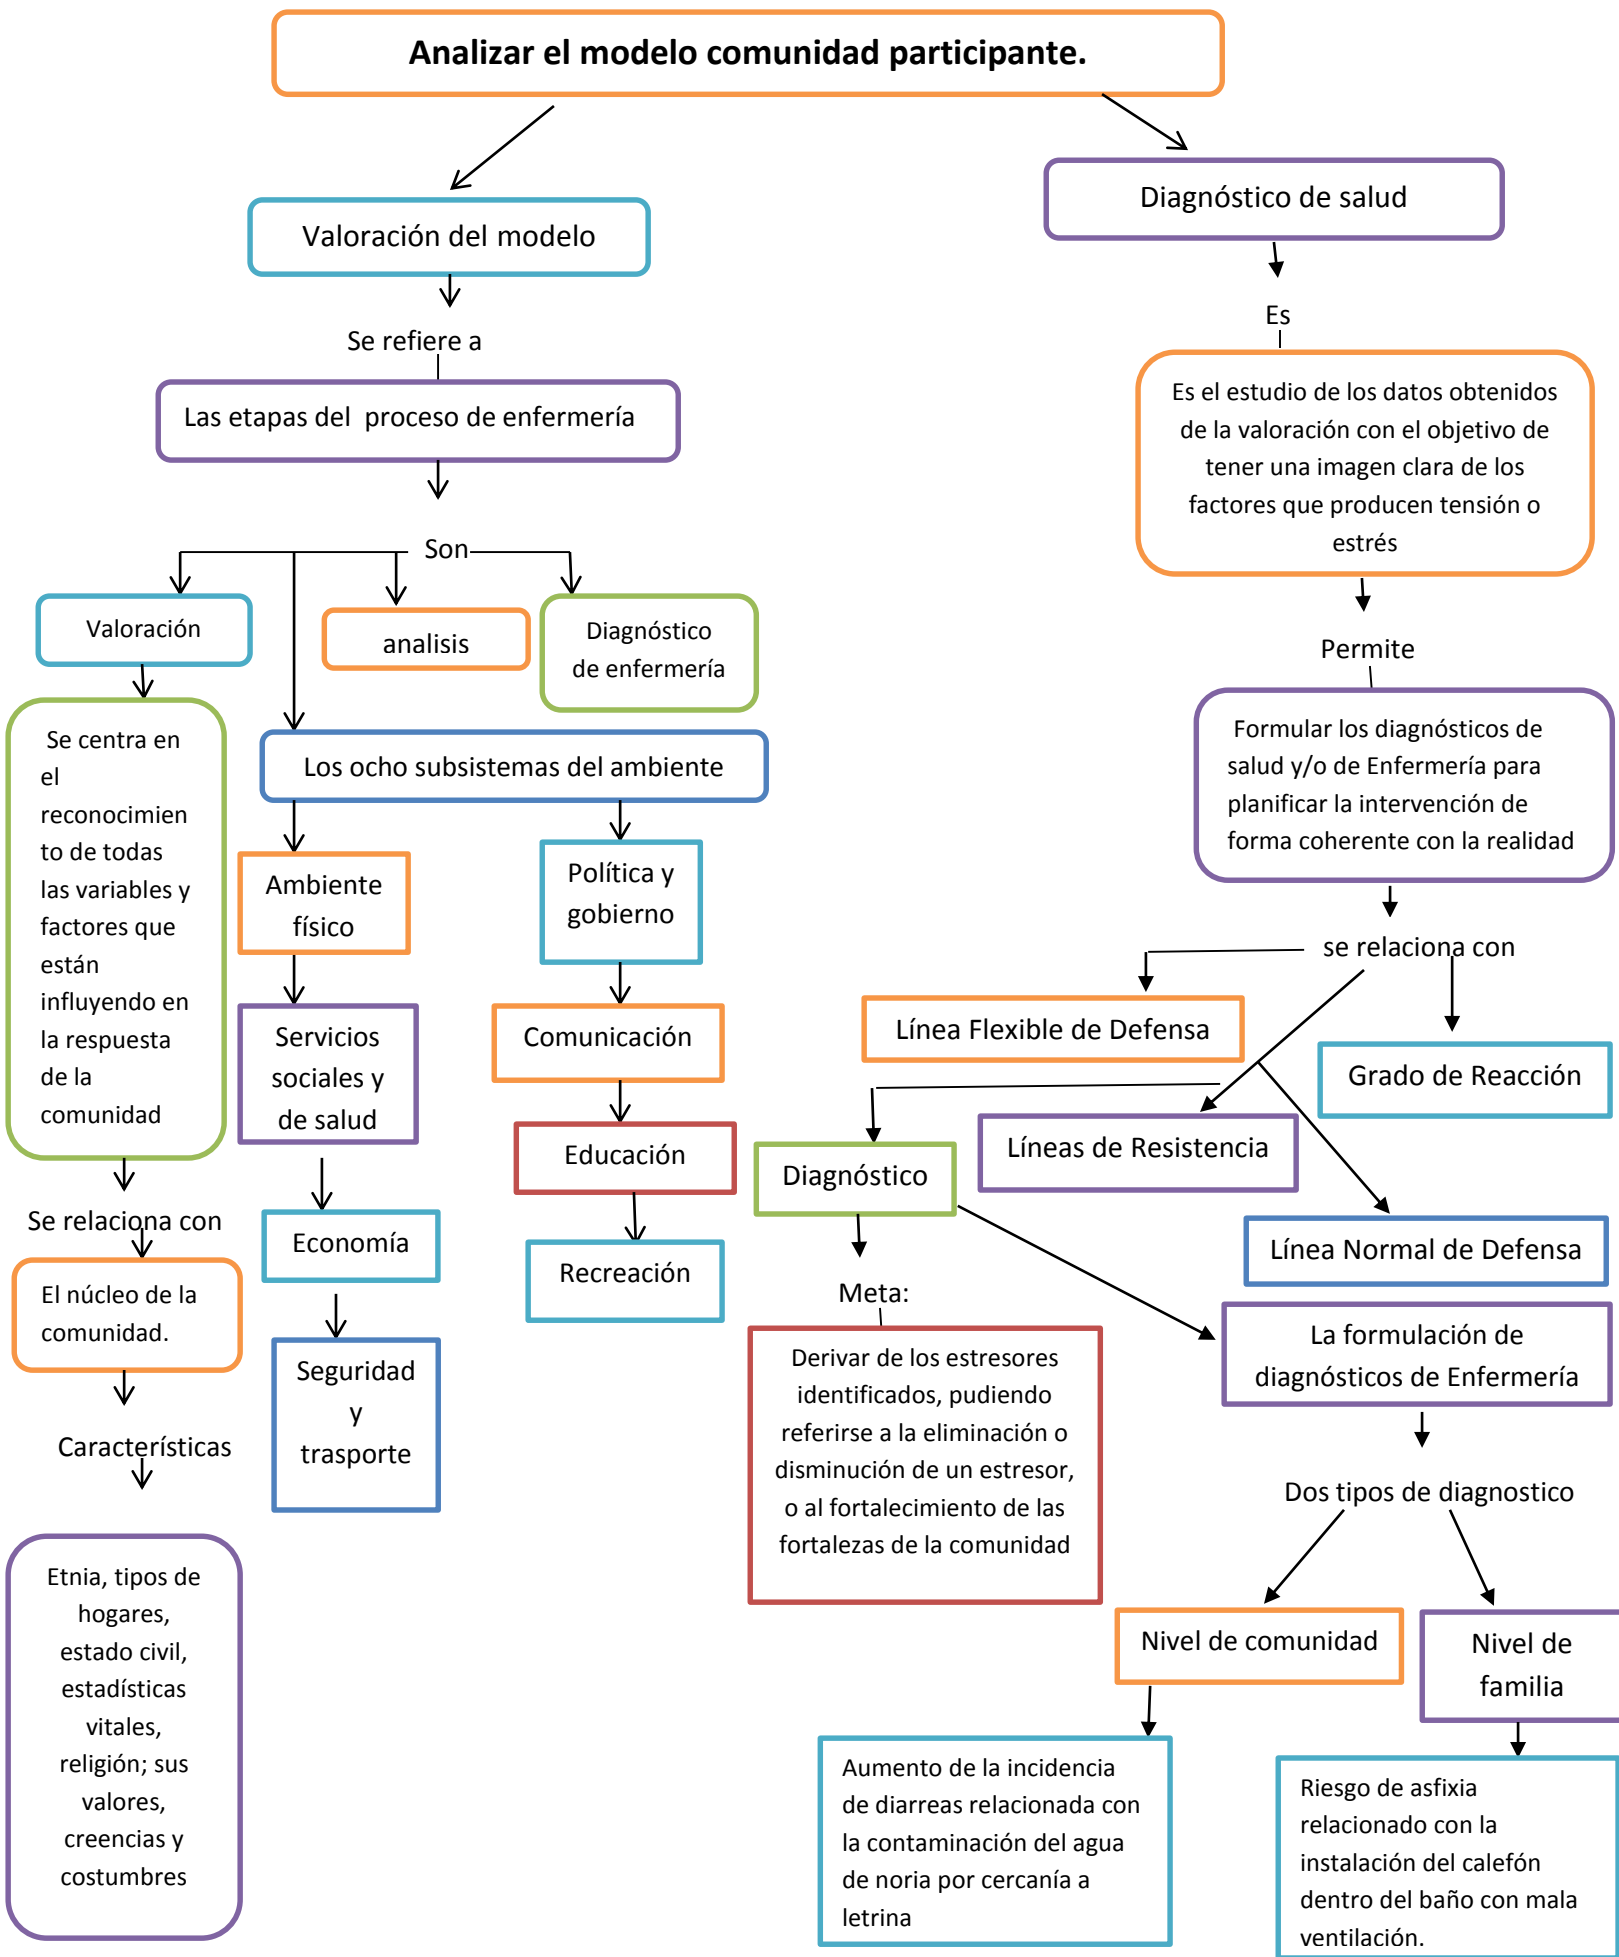 Analizar el modelo comunidad participante.
Valoración del modelo
Se refiere a
Las etapas del  proceso de enfermería
Son
Valoración
analisis
Diagnóstico
de enfermería
Se centra en
el
reconocimien
to de todas
las variables y
factores que
están
influyendo en
la respuesta
de la
comunidad
Se relaciona con
El núcleo de la
comunidad.
Características
Etnia, tipos de
hogares,
estado civil,
estadísticas
vitales,
religión; sus
valores,
creencias y
costumbres
Los ocho subsistemas del ambiente
Ambiente
físico
Servicios
sociales y
de salud
Economía
Seguridad
y
trasporte
Política y
gobierno
Comunicación
Educación
Recreación
Diagnóstico de salud
Es
Es el estudio de los datos obtenidos
de la valoración con el objetivo de
tener una imagen clara de los
factores que producen tensión o
estrés
Permite
Formular los diagnósticos de
salud y/o de Enfermería para
planificar la intervención de
forma coherente con la realidad
se relaciona con
Línea Flexible de Defensa
Grado de Reacción
Líneas de Resistencia
Diagnóstico
Línea Normal de Defensa
Meta:
Derivar de los estresores
identificados, pudiendo
referirse a la eliminación o
disminución de un estresor,
o al fortalecimiento de las
fortalezas de la comunidad
La formulación de
diagnósticos de Enfermería
Dos tipos de diagnostico
Nivel de comunidad
Nivel de
familia
Aumento de la incidencia
de diarreas relacionada con
la contaminación del agua
de noria por cercanía a
letrina
Riesgo de asfixia
relacionado con la
instalación del calefón
dentro del baño con mala
ventilación.